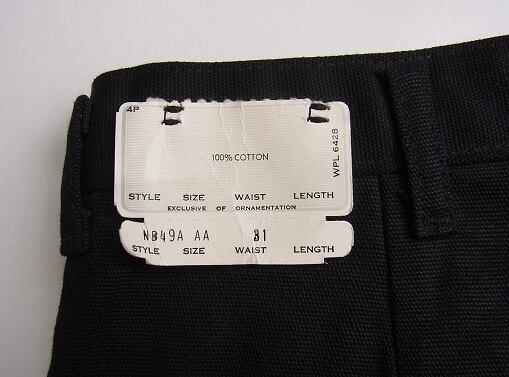 4P
100% COTTON
WPL 6428
STYLE SIZE WAIST LENGTH
EXCLUSIVE OF ORNAMENTATION
NB49A AA 31
STYLE SIZE WAIST LENGTH